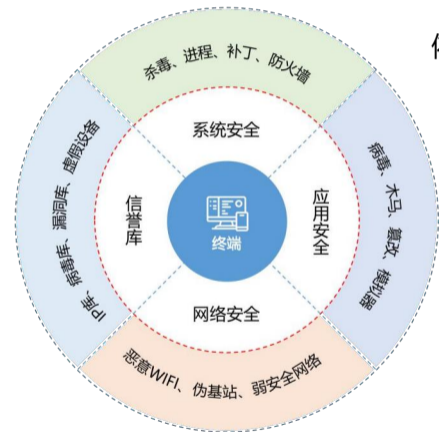 杀毒、进程、补丁、防火墙
系统安全
IP库、病毒库、漏洞库、虚假设备
信誉库
终端
应用安全
病毒、木马、篡改、模拟器
网络安全
恶意WIFI、伪基站、弱安全网络